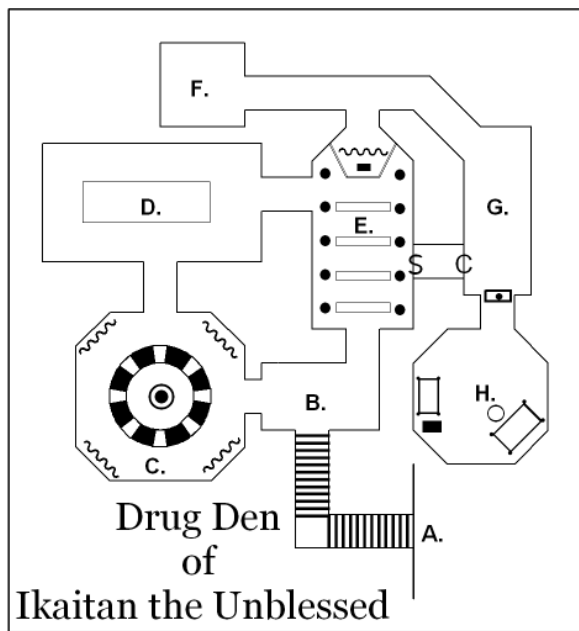 F.
D.
E.
G.
S C
B.
H.
C.
A.
Drug Den
of
Ikaitan the Unblessed